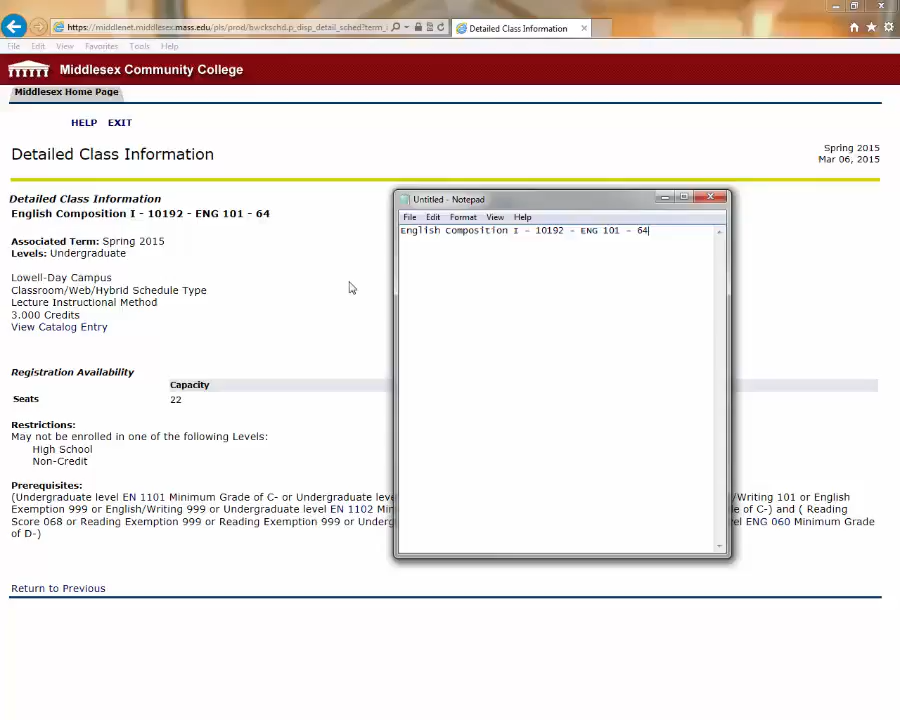 https://middlenet.middlesex.mass.edu/pls/prod/bwckschd.p_disp_detail_sched?term_i
Detailed Class Information
File Edit View Favorites Tools Help
Middlesex Community College
Middlesex Home Page
HELP EXIT
Detailed Class Information
Spring 2015
Mar 06, 2015
Detailed Class Information
English Composition I - 10192 - ENG 101 - 64
Associated Term: Spring 2015
Levels: Undergraduate
Lowell-Day Campus
Classroom/Web/Hybrid Schedule Type
Lecture Instructional Method
3.000 Credits
View Catalog Entry
Registration Availability
Capacity
Seats 22
Restrictions:
May not be enrolled in one of the following Levels:
High School
Non-Credit
Prerequisites:
(Undergraduate level EN 1101 Minimum Grade of C- or Undergraduate leve /Writing 101 or English
Exemption 999 or English/Writing 999 or Undergraduate level EN 1102 Min le of C-) and ( Reading
Score 068 or Reading Exemption 999 or Reading Exemption 999 or Underg el ENG 060 Minimum Grade
of D-)
Return to Previous
Untitled - Notepad
File Edit Format View Help
English Composition I - 10192 - ENG 101 - 64